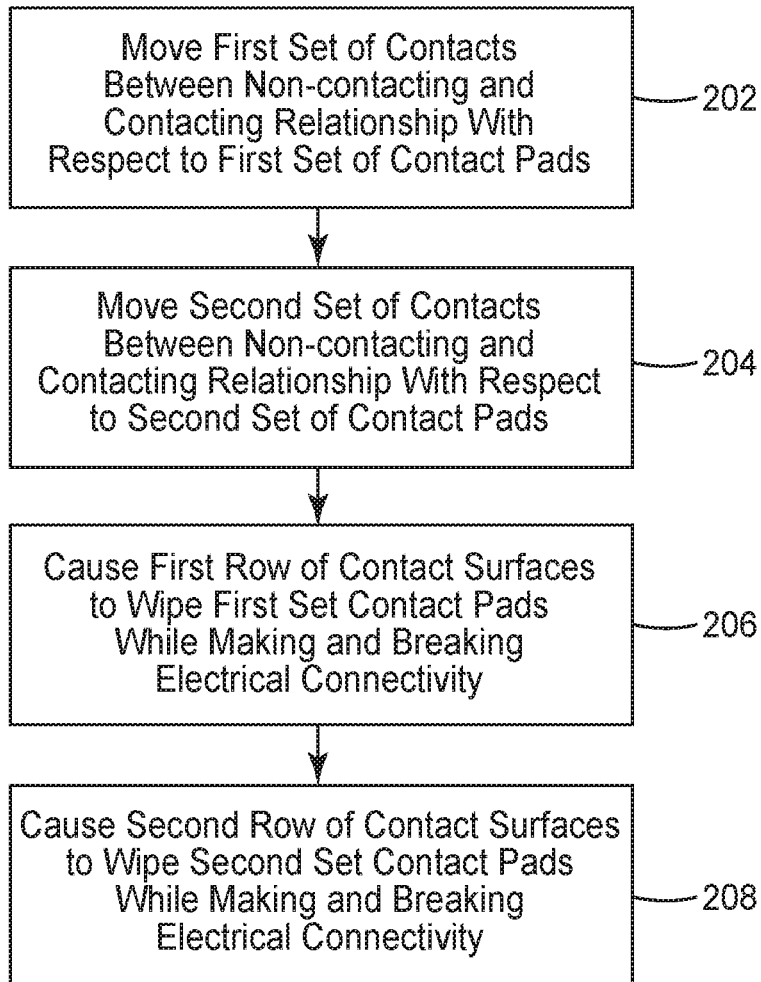 Move First Set of Contacts
Between Non-contacting and
Contacting Relationship With
Respect to First Set of Contact Pads
202
Move Second Set of Contacts
Between Non-contacting and
Contacting Relationship With Respect
to Second Set of Contact Pads
204
Cause First Row of Contact Surfaces
to Wipe First Set Contact Pads
While Making and Breaking
Electrical Connectivity
206
Cause Second Row of Contact Surfaces
to Wipe Second Set Contact Pads
While Making and Breaking
Electrical Connectivity
208